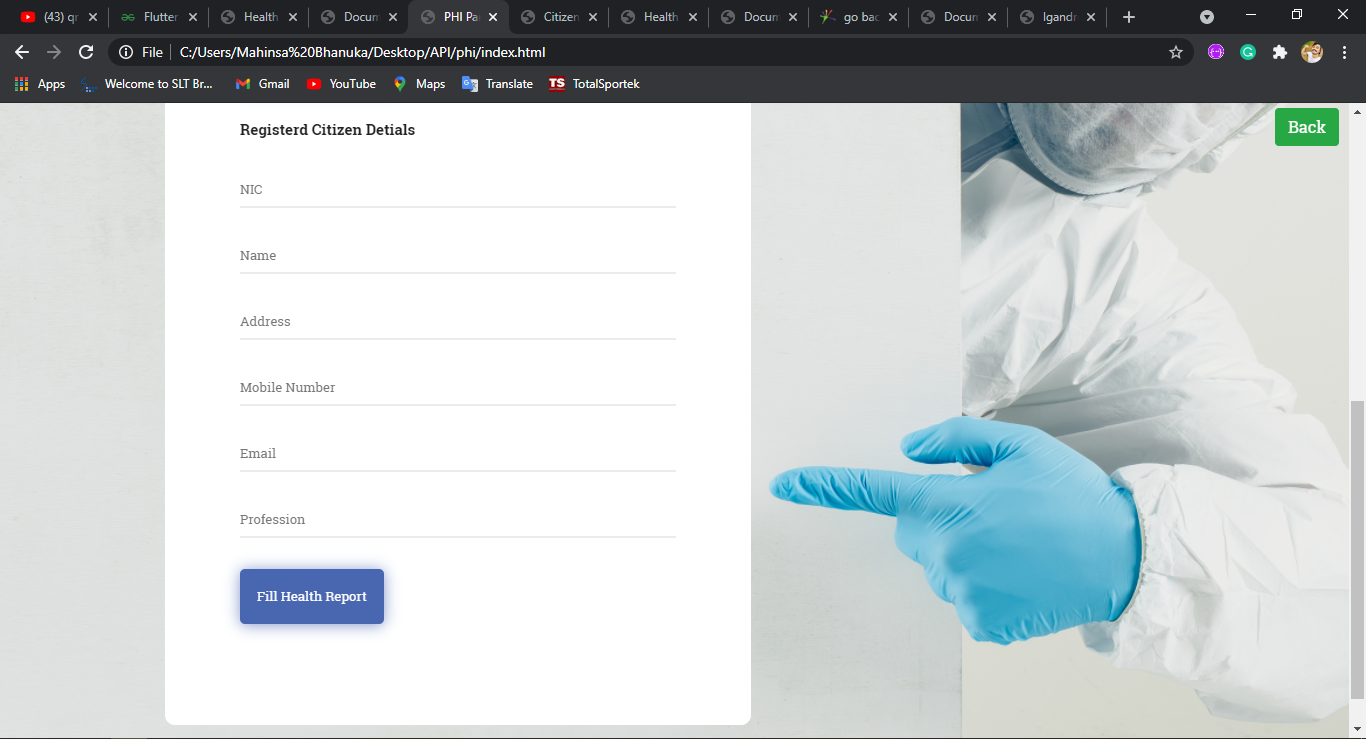 (43) qr
Flutter
Health
Docum
PHI Pa
Citizen
Health
Docum
go bac
Docum
Igandr
File
C:/Users/Mahinsa%20Bhanuka/Desktop/API/phi/index.html
Apps
Welcome to SLT Br...
Gmail
YouTube
Maps
Translate
TS TotalSportek
Back
Registerd Citizen Detials
NIC
Name
Address
Mobile Number
Email
Profession
Fill Health Report